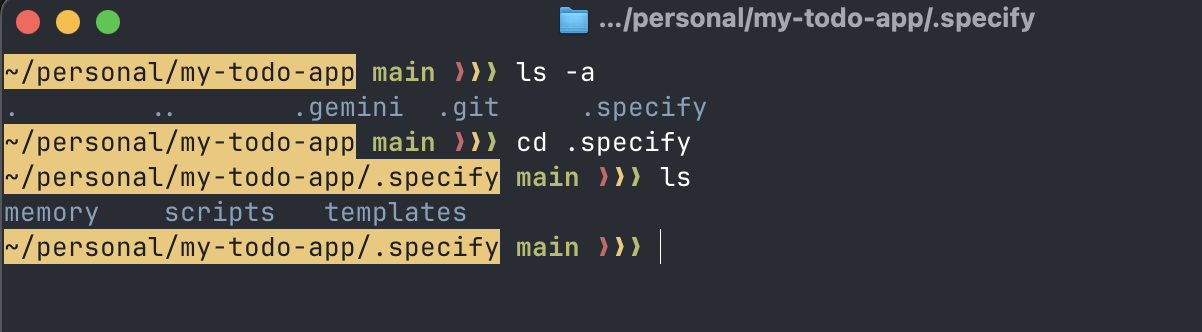 .../personal/my-todo-app/.specify
~/personal/my-todo-app main ❯❯❯ ls -a
. .. .gemini .git .specify
~/personal/my-todo-app main ❯❯❯ cd .specify
~/personal/my-todo-app/.specify main ❯❯❯ ls
memory scripts templates
~/personal/my-todo-app/.specify main ❯❯❯